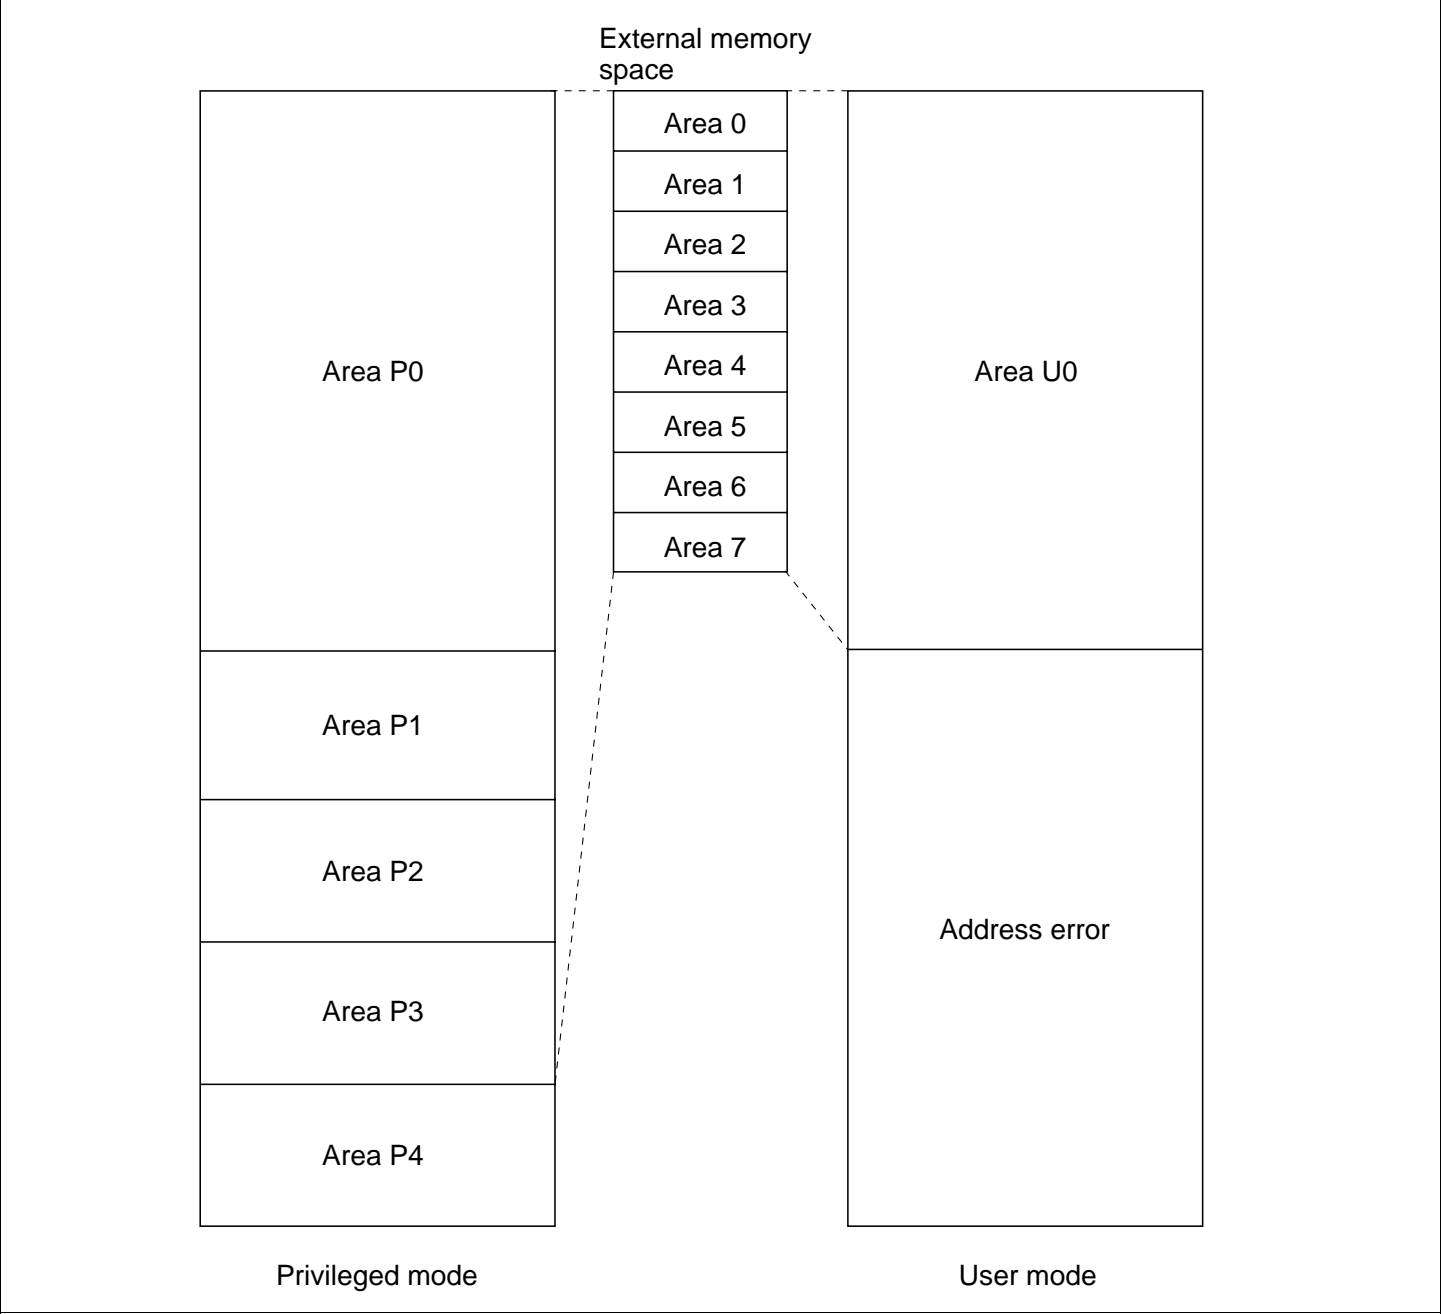 External memory
space
Area 0
Area 1
Area 2
Area 3
Area 4
Area 5
Area 6
Area 7
Area P0
Area P1
Area P2
Area P3
Area P4
Area U0
Address error
Privileged mode
User mode